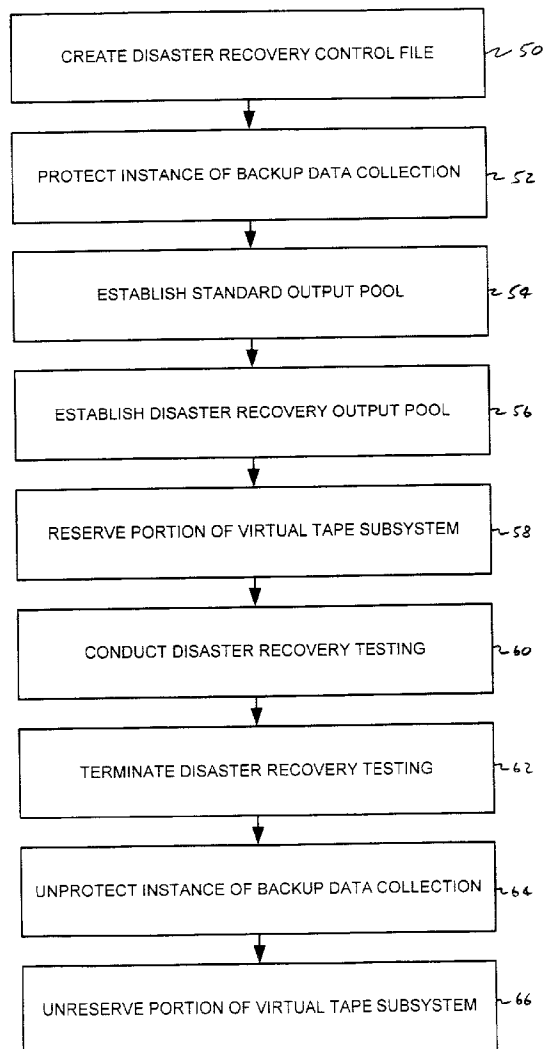 CREATE DISASTER RECOVERY CONTROL FILE 50
PROTECT INSTANCE OF BACKUP DATA COLLECTION 52
ESTABLISH STANDARD OUTPUT POOL 54
ESTABLISH DISASTER RECOVERY OUTPUT POOL 56
RESERVE PORTION OF VIRTUAL TAPE SUBSYSTEM 58
CONDUCT DISASTER RECOVERY TESTING 60
TERMINATE DISASTER RECOVERY TESTING 62
UNPROTECT INSTANCE OF BACKUP DATA COLLECTION 64
UNRESERVE PORTION OF VIRTUAL TAPE SUBSYSTEM 66